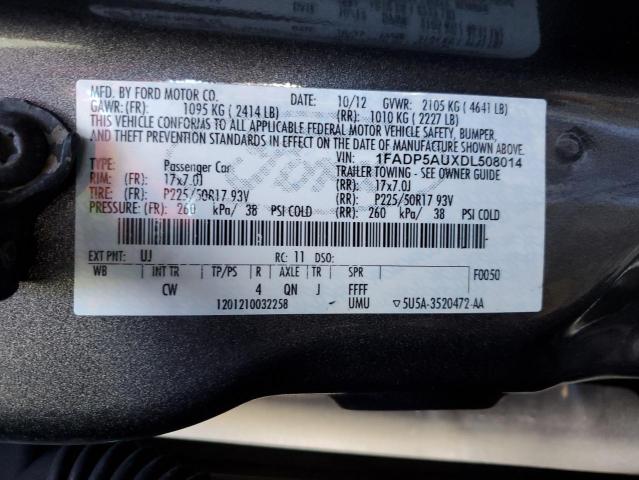 MFD. BY FORD MOTOR CO. DATE: 10/12 GVWR: 2105 KG ( 4641 LB)
GAWR: (FR): 1095 KG ( 2414 LB) (RR): 1010 KG ( 2227 LB)
THIS VEHICLE CONFORMS TO ALL APPLICABLE FEDERAL MOTOR VEHICLE SAFETY, BUMPER,
AND THEFT PREVENTION STANDARDS IN EFFECT ON THE DATE OF MANUFACTURE SHOWN ABOVE.
VIN: 1FADP5AUXDL508014
TYPE: Passenger Car TRAILER TOWING - SEE OWNER GUIDE
RIM: (FR) 17x7.0J (RR) 17x7.0J
TIRE: (FR) P225/50R17 93V (RR) P225/50R17 93V
PRESSURE: (FR) 260 kPa/ 38 PSI COLD (RR) 260 kPa/ 38 PSI COLD
EXT PNT: UJ RC: 11 DSO:
WB INT TR TP/PS R AXLE TR SPR F0050
CW 4 QN J FFFF
1201210032258 UMU ▽5U5A-3520472-AA